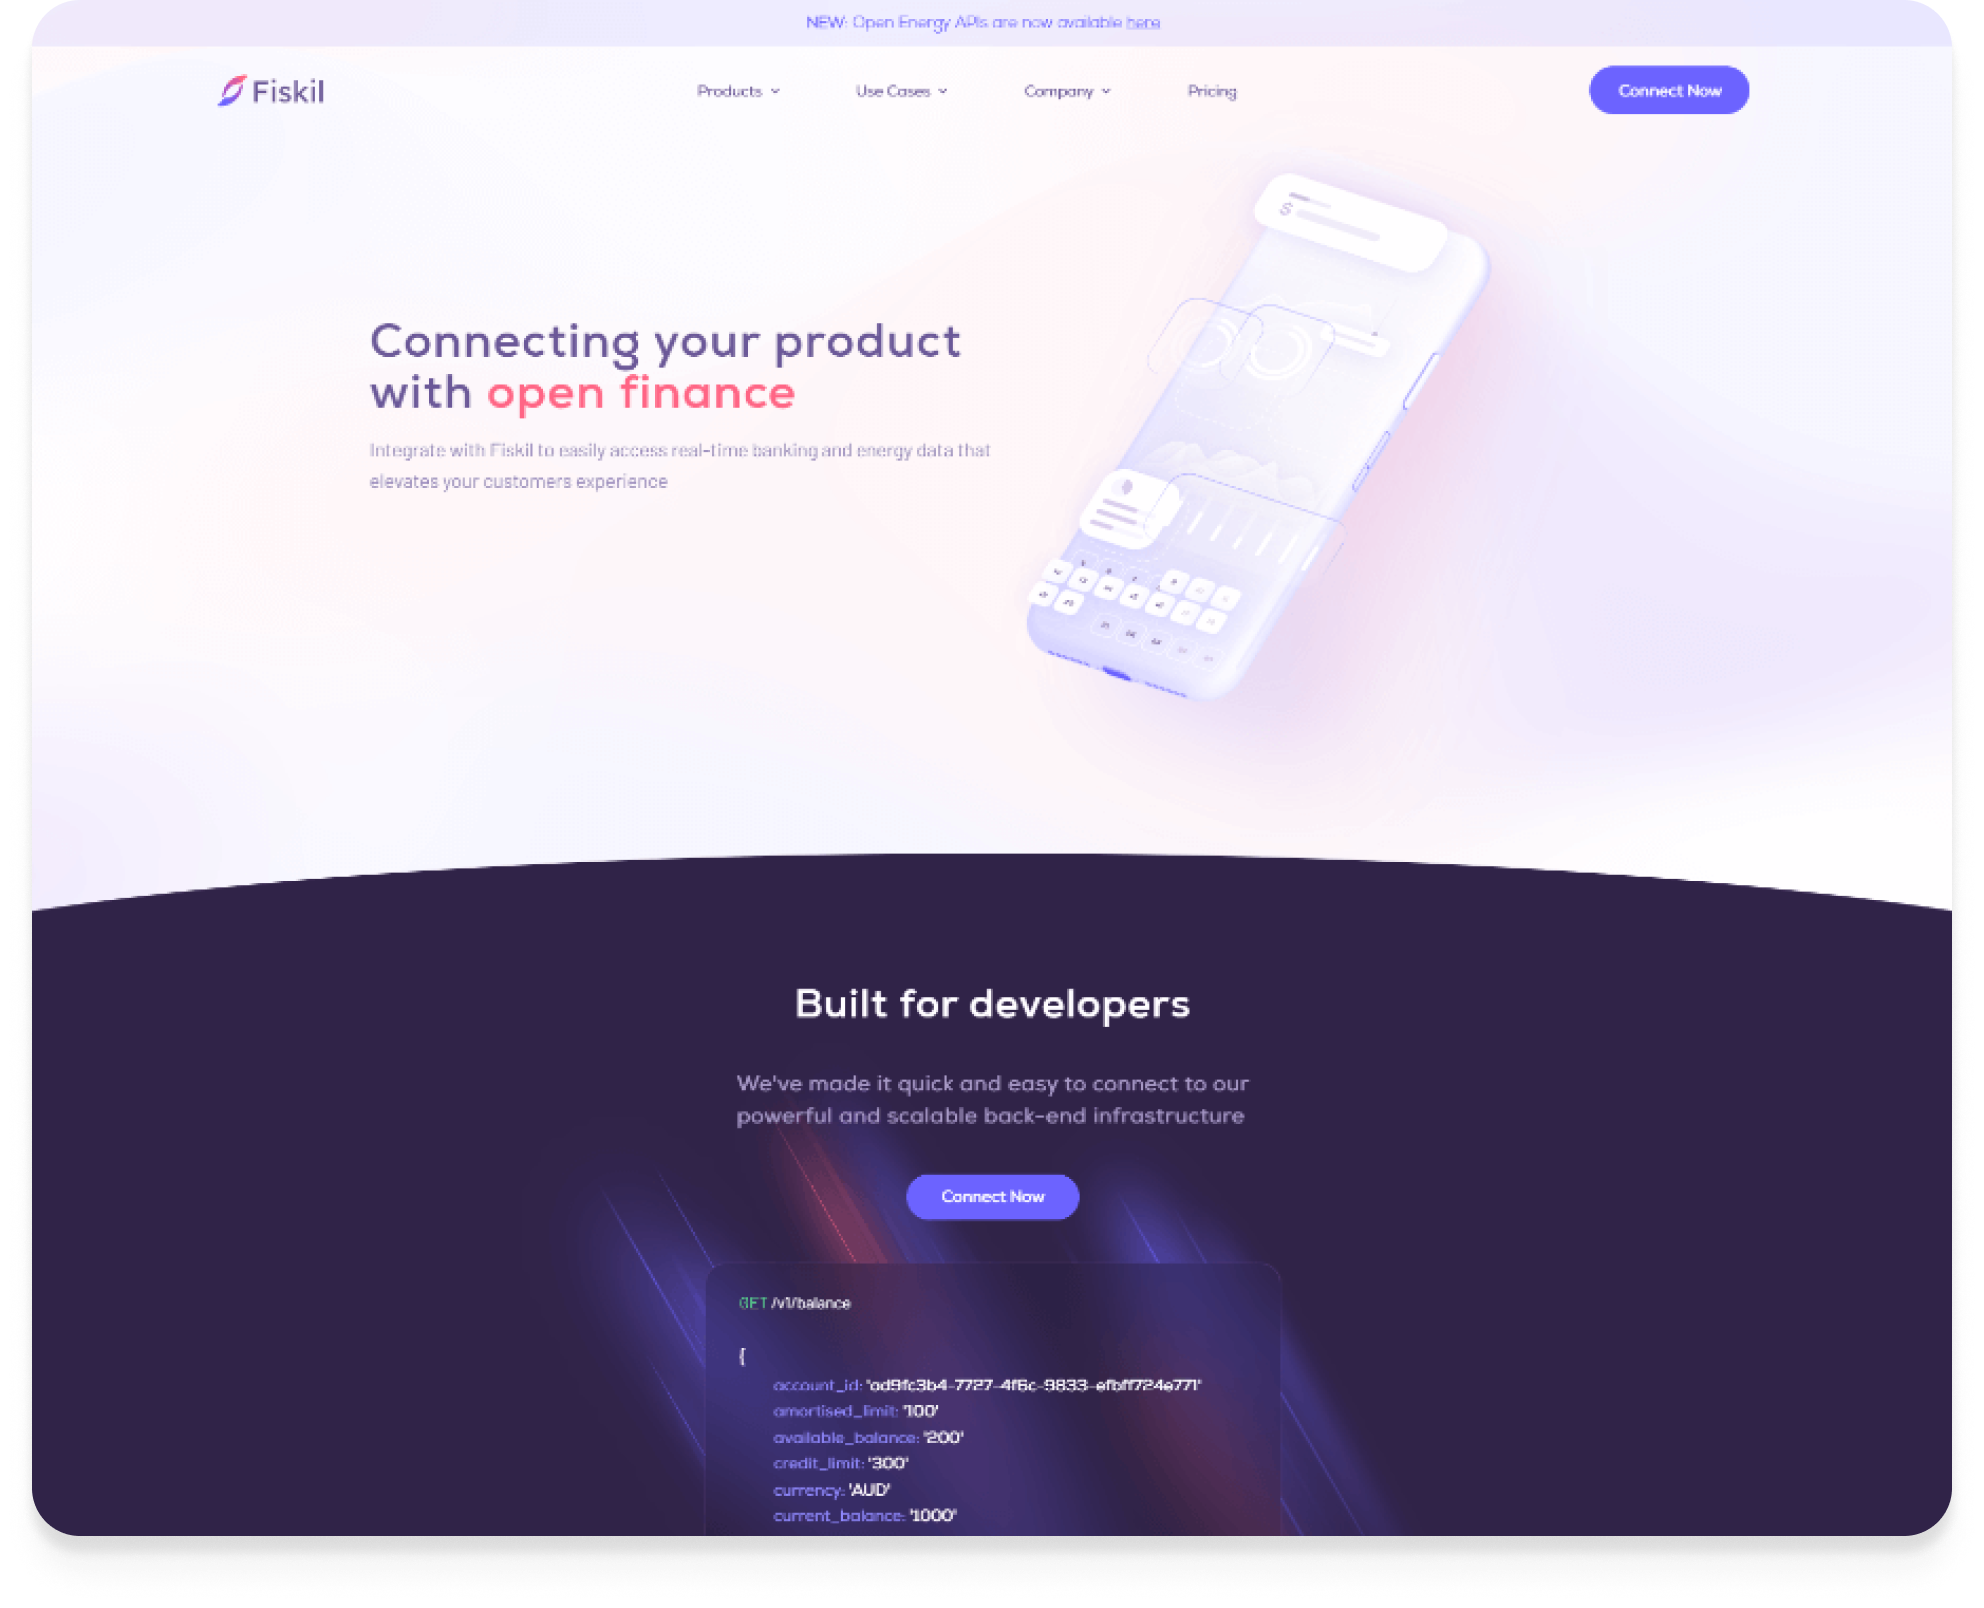 NEW: Open Energy APIs are now available here
Fiskil
Products
Use Cases
Company
Pricing
Connect Now
$
Connecting your product
with open finance
Integrate with Fiskil to easily access real-time banking and energy data that
elevates your customers experience
Built for developers
We've made it quick and easy to connect to our
powerful and scalable back-end infrastructure
Connect Now
GET /v1/balance
{
account_id: "ad9fc3b4-7727-4f6c-9833-efbff724e771"
amortised_limit: "100"
available_balance: "200"
credit_limit: "300"
currency: "AUD"
current_balance: "1000"